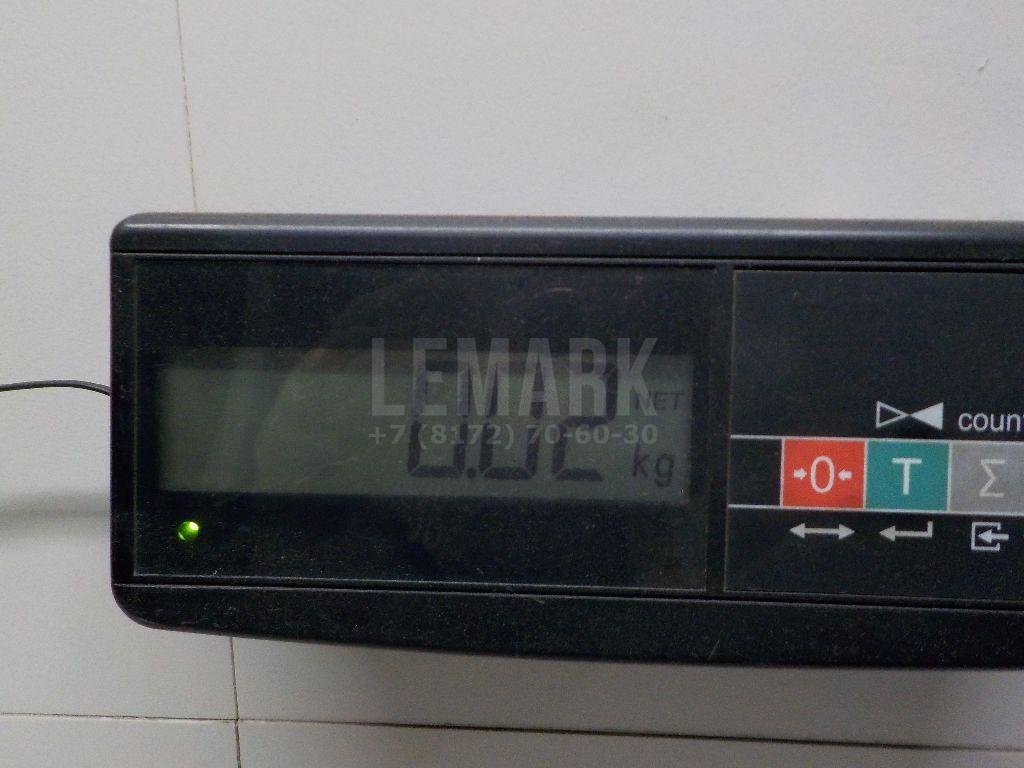 LEMARK
+7 (8172) 70-60-30
NET
0.02 kg
count
→0← T Σ